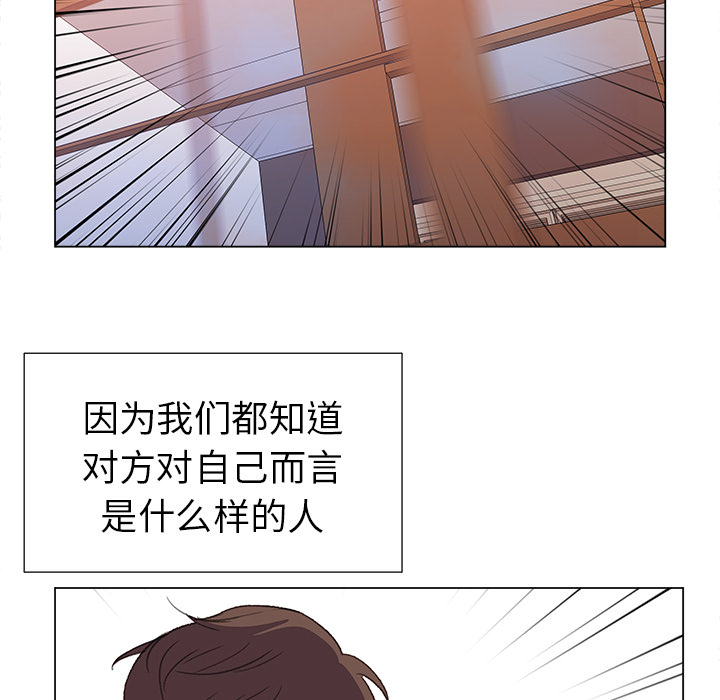 因为我们都知道
对方对自己而言
是什么样的人